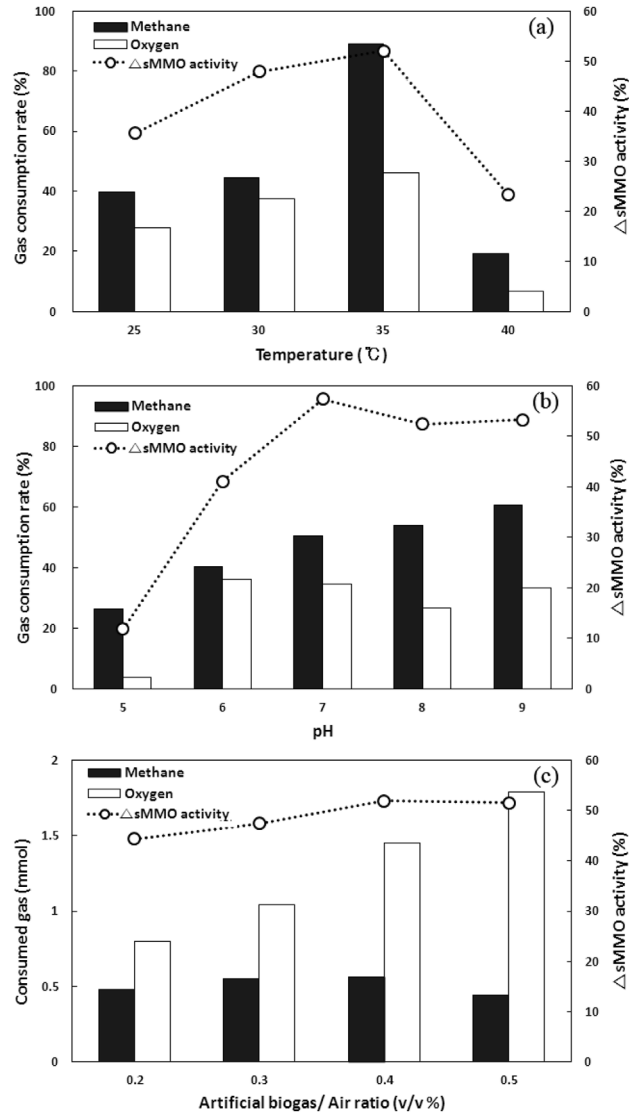 (a)
Methane
Oxygen
△sMMO activity
100
80
60
40
20
0
60
50
40
30
20
10
0
25 30 35 40
Gas consumption rate (%)
△sMMO activity (%)
Temperature (℃)
(b)
Methane
Oxygen
△sMMO activity
100
80
60
40
20
0
60
50
40
30
20
10
0
5 6 7 8 9
Gas consumption rate (%)
△sMMO activity (%)
pH
(c)
Methane
Oxygen
△sMMO activity
2
1.5
1
0.5
0
60
50
40
30
20
10
0
0.2 0.3 0.4 0.5
Consumed gas (mmol)
△sMMO activity (%)
Artificial biogas/ Air ratio (v/v %)